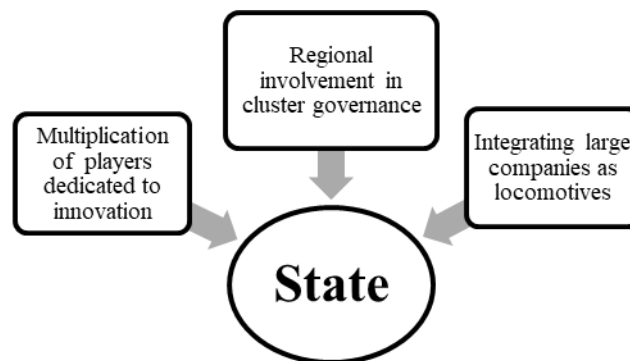 Regional
involvement in
cluster governance
Multiplication
of players
dedicated to
innovation
Integrating large
companies as
locomotives
State